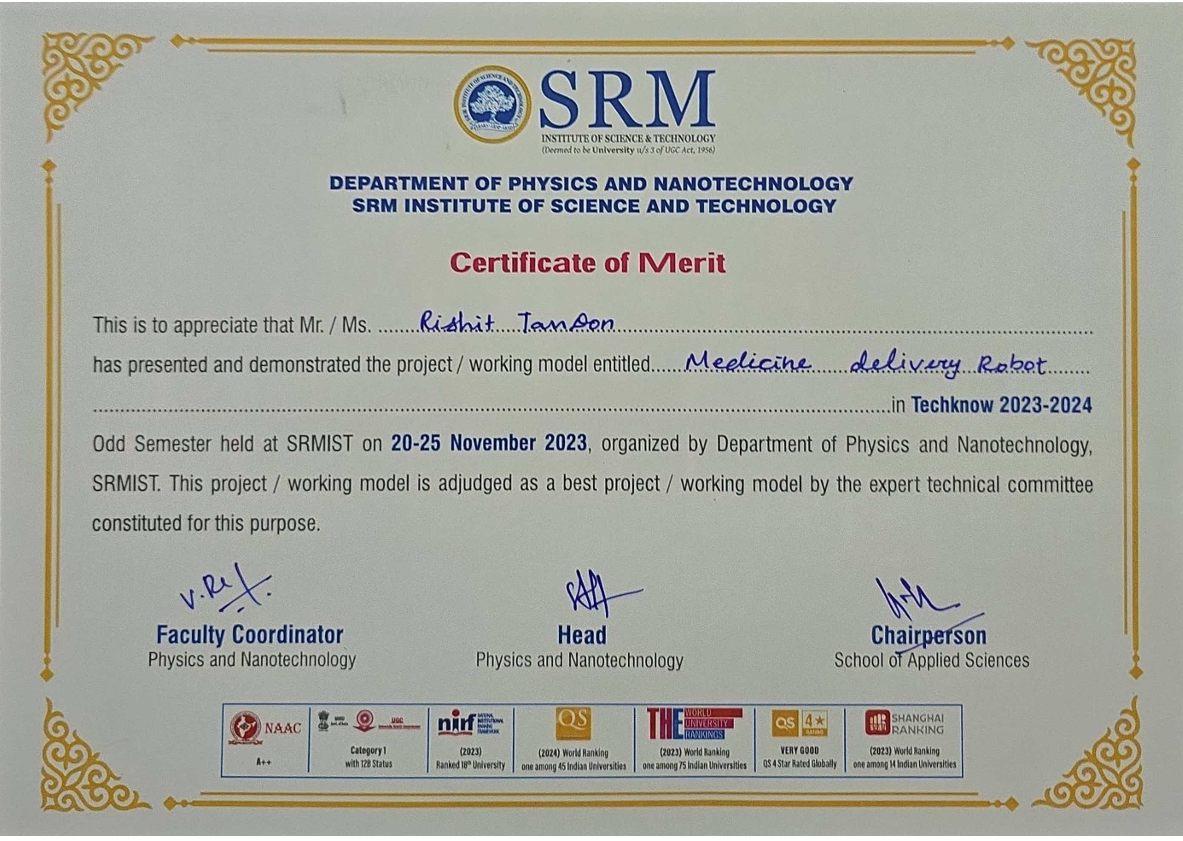 SRM
INSTITUTE OF SCIENCE & TECHNOLOGY
(Deemed to be University u/s 3 of UGC Act, 1956)
DEPARTMENT OF PHYSICS AND NANOTECHNOLOGY
SRM INSTITUTE OF SCIENCE AND TECHNOLOGY
Certificate of Merit
This is to appreciate that Mr. / Ms. Rishit Tandon
has presented and demonstrated the project / working model entitled Medicine delivery Robot
in Techknow 2023-2024
Odd Semester held at SRMIST on 20-25 November 2023, organized by Department of Physics and Nanotechnology,
SRMIST. This project / working model is adjudged as a best project / working model by the expert technical committee
constituted for this purpose.
Faculty Coordinator Head Chairperson
Physics and Nanotechnology Physics and Nanotechnology School of Applied Sciences
NAAC UGC nirf QS THE WORLD UNIVERSITY RANKINGS QS 4★ SHANGHAI RANKING
A++ Category 1 (2023) (2024) World Ranking (2023) World Ranking VERY GOOD (2023) World Ranking
with 12B Status Ranked 18th University one among 45 Indian Universities one among 75 Indian Universities QS 4 Star Rated Globally one among 14 Indian Universities